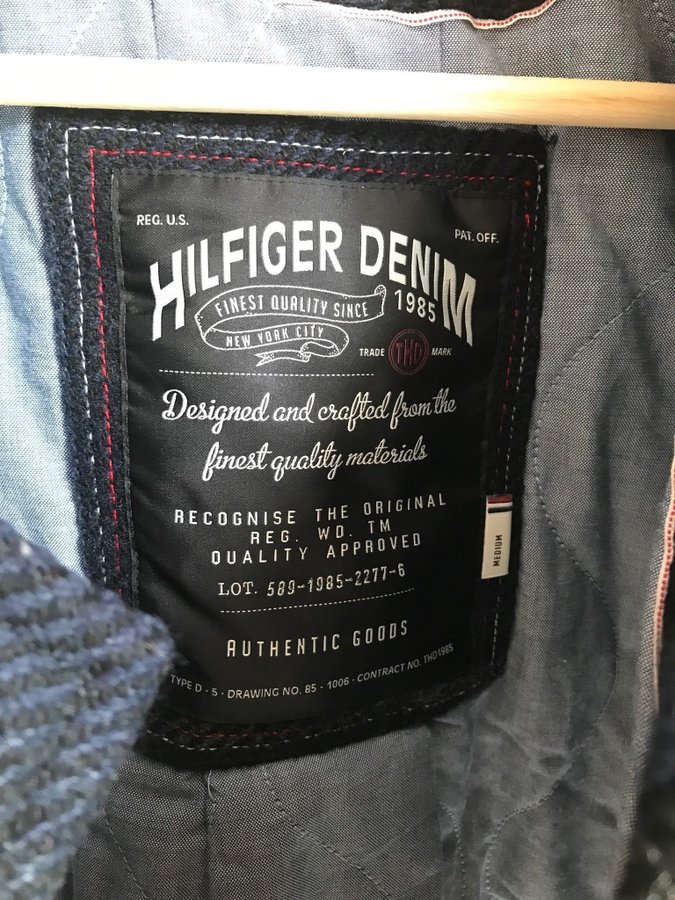 REG. U.S.
PAT. OFF.
HILFIGER DENIM
FINEST QUALITY SINCE 1985
NEW YORK CITY
TRADE THD MARK
Designed and crafted from the
finest quality materials
RECOGNISE THE ORIGINAL
REG. WD. TM
QUALITY APPROVED
LOT. 589-1985-2277-6
AUTHENTIC GOODS
TYPE D - 5 - DRAWING NO. 85 - 1006 - CONTRACT NO. THD1985
MEDIUM